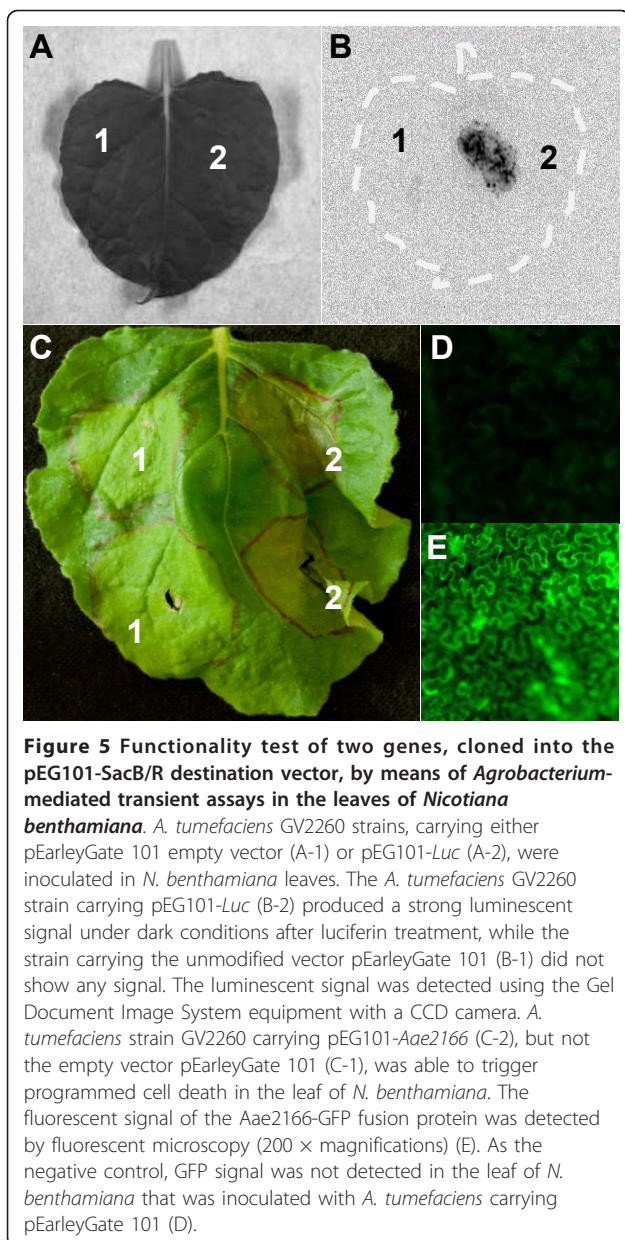 A
B
1
2
1
2
C
D
1
2
E
2
1
Figure 5 Functionality test of two genes, cloned into the
pEG101-SacB/R destination vector, by means of Agrobacterium-
mediated transient assays in the leaves of Nicotiana
benthamiana. A. tumefaciens GV2260 strains, carrying either
pEarleyGate 101 empty vector (A-1) or pEG101-Luc (A-2), were
inoculated in N. benthamiana leaves. The A. tumefaciens GV2260
strain carrying pEG101-Luc (B-2) produced a strong luminescent
signal under dark conditions after luciferin treatment, while the
strain carrying the unmodified vector pEarleyGate 101 (B-1) did not
show any signal. The luminescent signal was detected using the Gel
Document Image System equipment with a CCD camera. A.
tumefaciens strain GV2260 carrying pEG101-Aae2166 (C-2), but not
the empty vector pEarleyGate 101 (C-1), was able to trigger
programmed cell death in the leaf of N. benthamiana. The
fluorescent signal of the Aae2166-GFP fusion protein was detected
by fluorescent microscopy (200 × magnifications) (E). As the
negative control, GFP signal was not detected in the leaf of N.
benthamiana that was inoculated with A. tumefaciens carrying
pEarleyGate 101 (D).